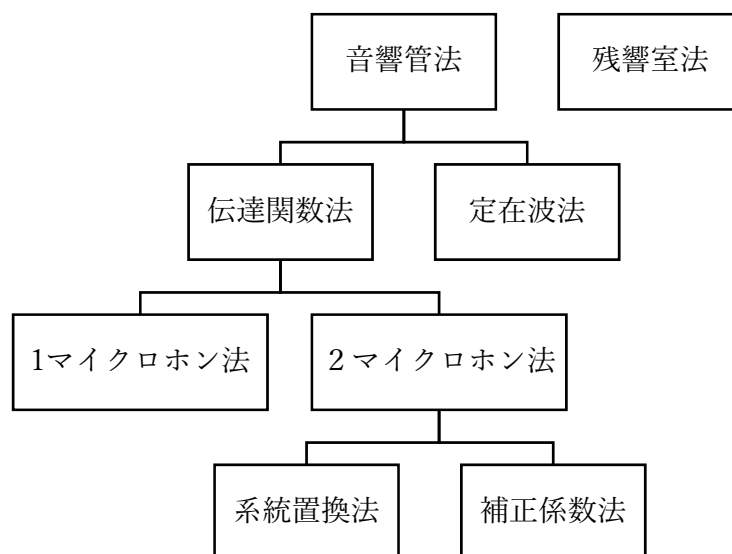 音響管法
残響室法
伝達関数法
定在波法
1マイクロホン法
２マイクロホン法
系統置換法
補正係数法